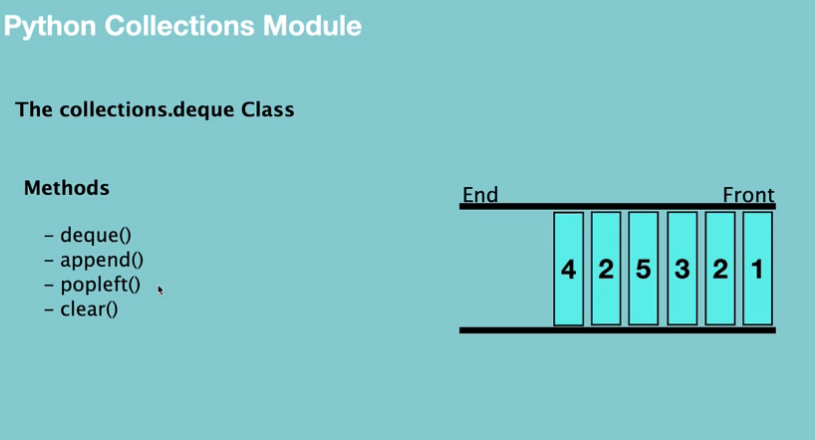 Python Collections Module
The collections.deque Class
Methods
– deque()
– append()
– popleft()
– clear()
End Front
4 2 5 3 2 1